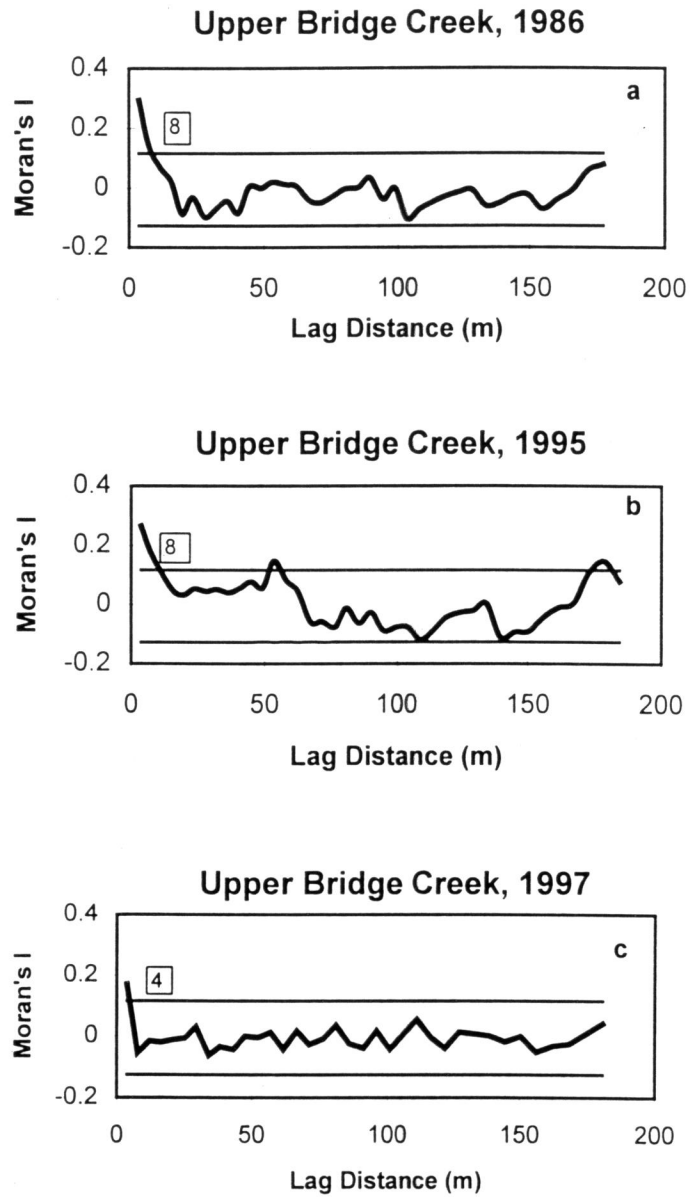 Upper Bridge Creek, 1986
0.4
0.2
0
-0.2
Moran's I
a
8
0 50 100 150 200
Lag Distance (m)
Upper Bridge Creek, 1995
0.4
0.2
0
-0.2
Moran's I
b
8
0 50 100 150 200
Lag Distance (m)
Upper Bridge Creek, 1997
0.4
0.2
0
-0.2
Moran's I
c
4
0 50 100 150 200
Lag Distance (m)